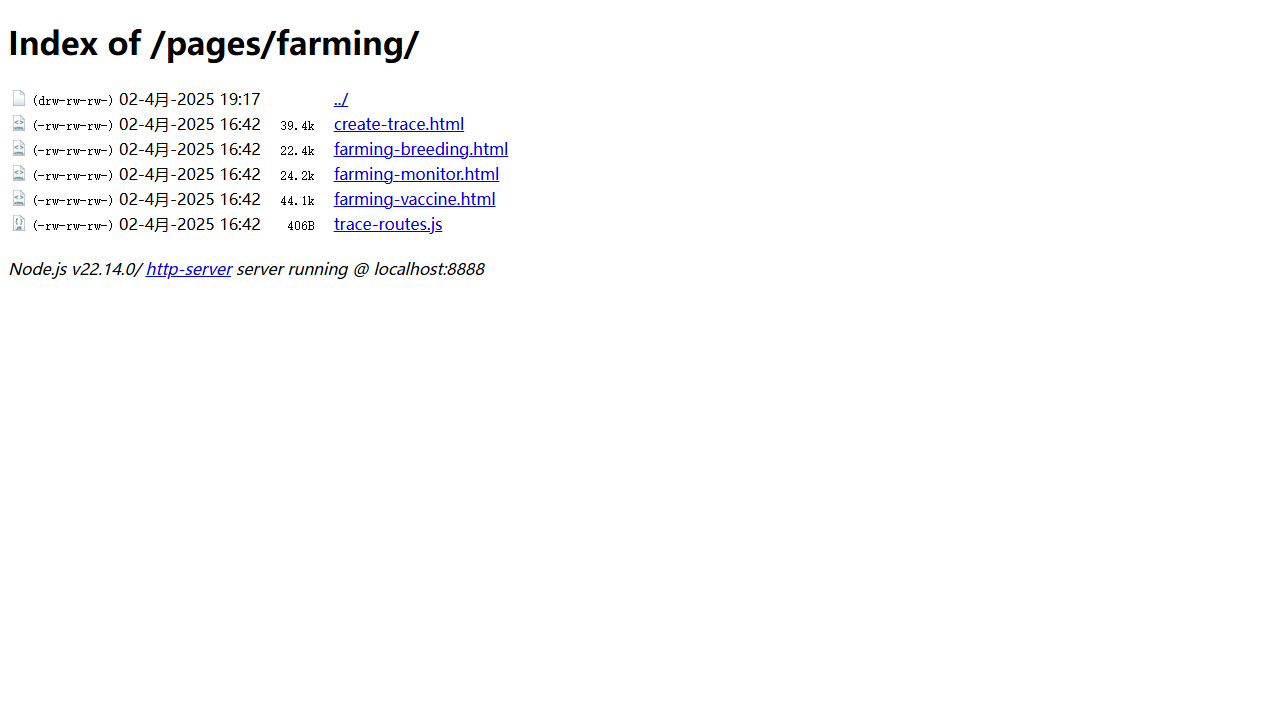 Index of /pages/farming/
(drw-rw-rw-) 02-4月-2025 19:17 ../
(-rw-rw-rw-) 02-4月-2025 16:42 39.4k create-trace.html
(-rw-rw-rw-) 02-4月-2025 16:42 22.4k farming-breeding.html
(-rw-rw-rw-) 02-4月-2025 16:42 24.2k farming-monitor.html
(-rw-rw-rw-) 02-4月-2025 16:42 44.1k farming-vaccine.html
(-rw-rw-rw-) 02-4月-2025 16:42 406B trace-routes.js
Node.js v22.14.0/ http-server server running @ localhost:8888